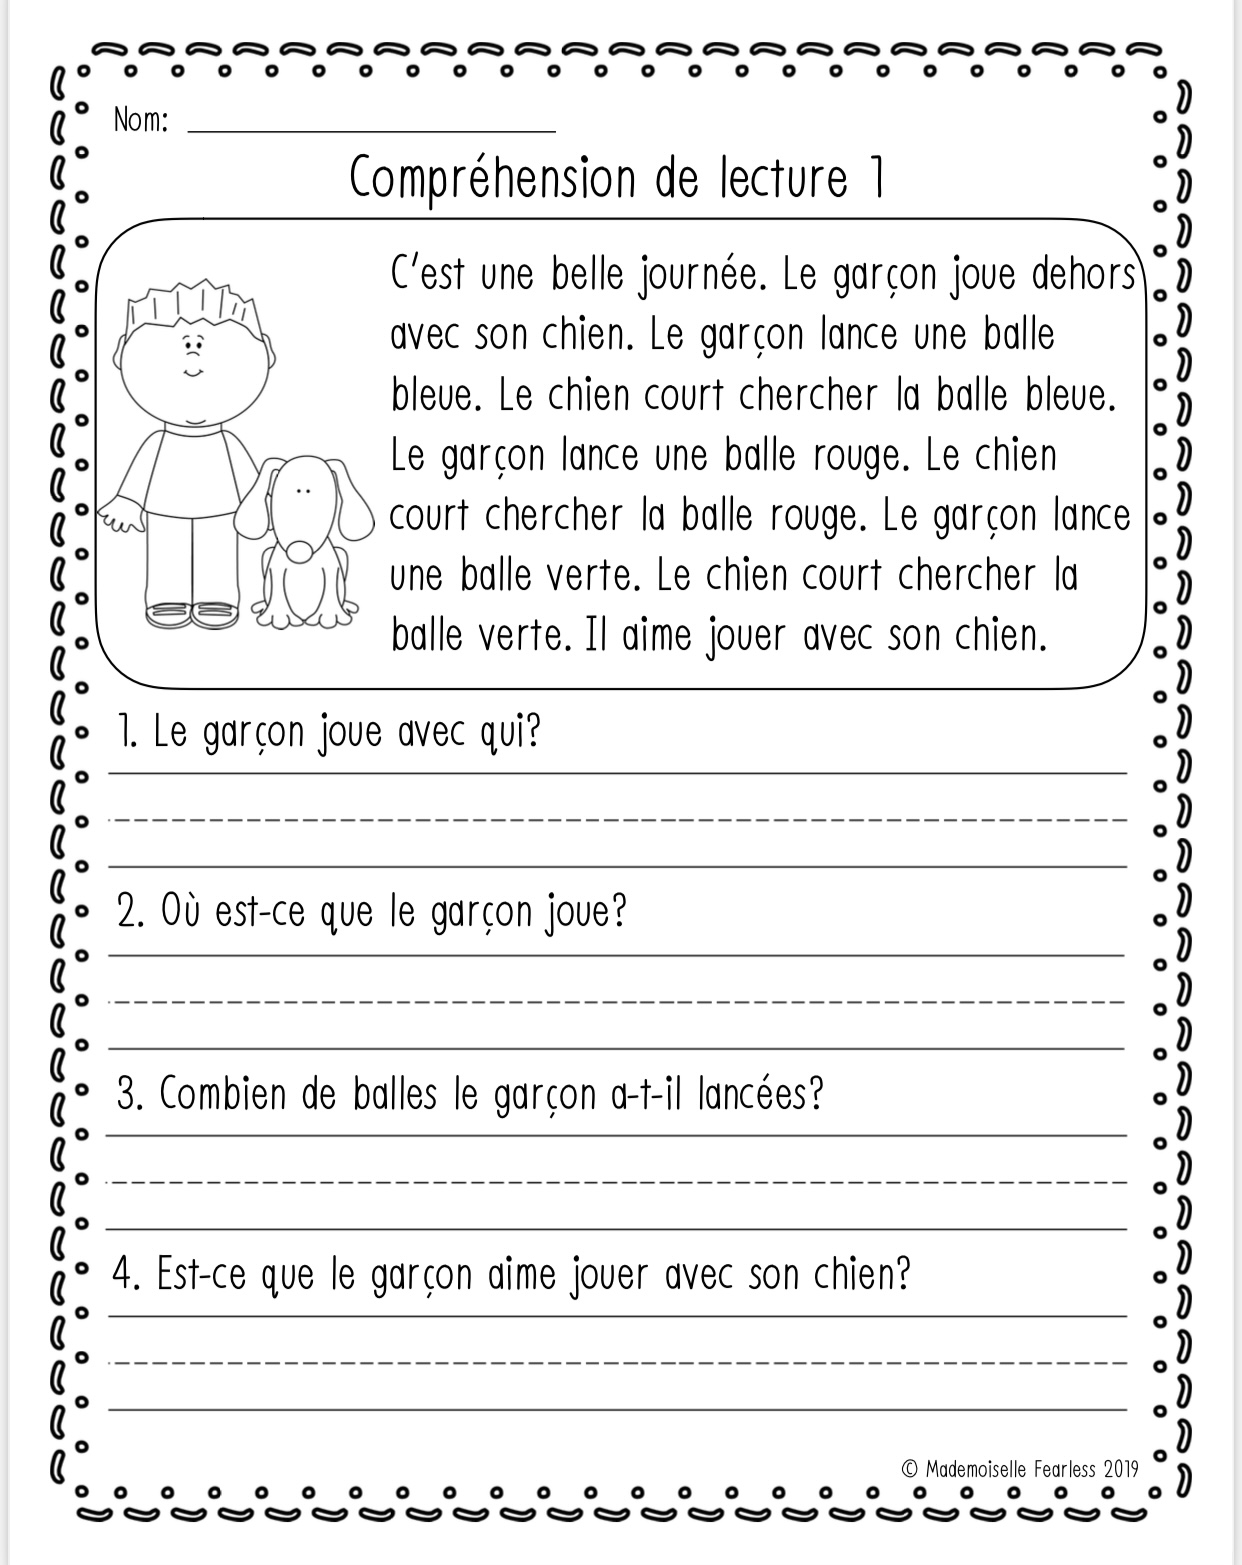 Nom:
Compréhension de lecture 1
C'est une belle journée. Le garçon joue dehors
avec son chien. Le garçon lance une balle
bleue. Le chien court chercher la balle bleue.
Le garçon lance une balle rouge. Le chien
court chercher la balle rouge. Le garçon lance
une balle verte. Le chien court chercher la
balle verte. Il aime jouer avec son chien.
1. Le garçon joue avec qui?
2. Où est-ce que le garçon joue?
3. Combien de balles le garçon a-t-il lancées?
4. Est-ce que le garçon aime jouer avec son chien?
© Mademoiselle Fearless 2019